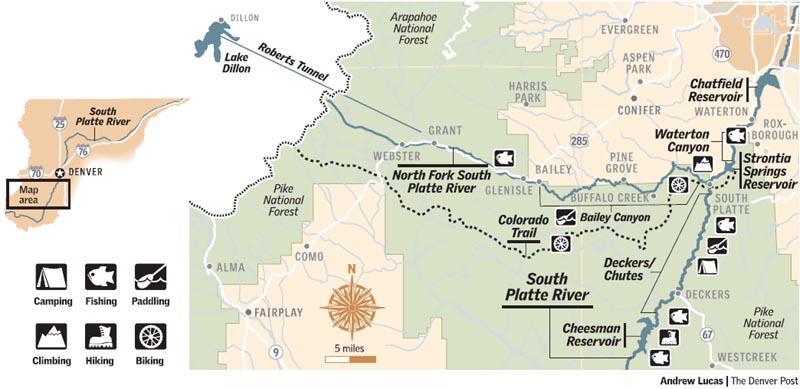 DILLON
Lake
Dillon
Roberts Tunnel
Arapahoe
National
Forest
EVERGREEN
470
ASPEN
PARK
Chatfield
Reservoir
HARRIS
PARK
CONIFER
WATERTON
285
ROX-
BOROUGH
Waterton
Canyon
GRANT
WEBSTER
North Fork South
Platte River
BAILEY
PINE
GROVE
Strontia
Springs
Reservoir
GLENISLE
BUFFALO CREEK
SOUTH
PLATTE
Bailey Canyon
Pike
National
Forest
Colorado
Trail
Deckers/
Chutes
ALMA
COMO
South
Platte River
DECKERS
FAIRPLAY
N
5 miles
9
Cheesman
Reservoir
67
Pike
National
Forest
WESTCREEK
South
Platte River
25
76
70
DENVER
Map
area
Camping
Fishing
Paddling
Climbing
Hiking
Biking
Andrew Lucas | The Denver Post